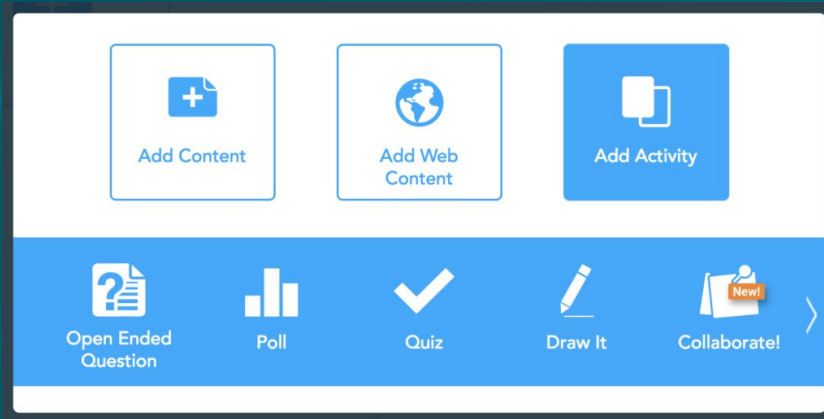 Add Content
Add Web
Content
Add Activity
Open Ended
Question
Poll
Quiz
Draw It
New!
Collaborate!